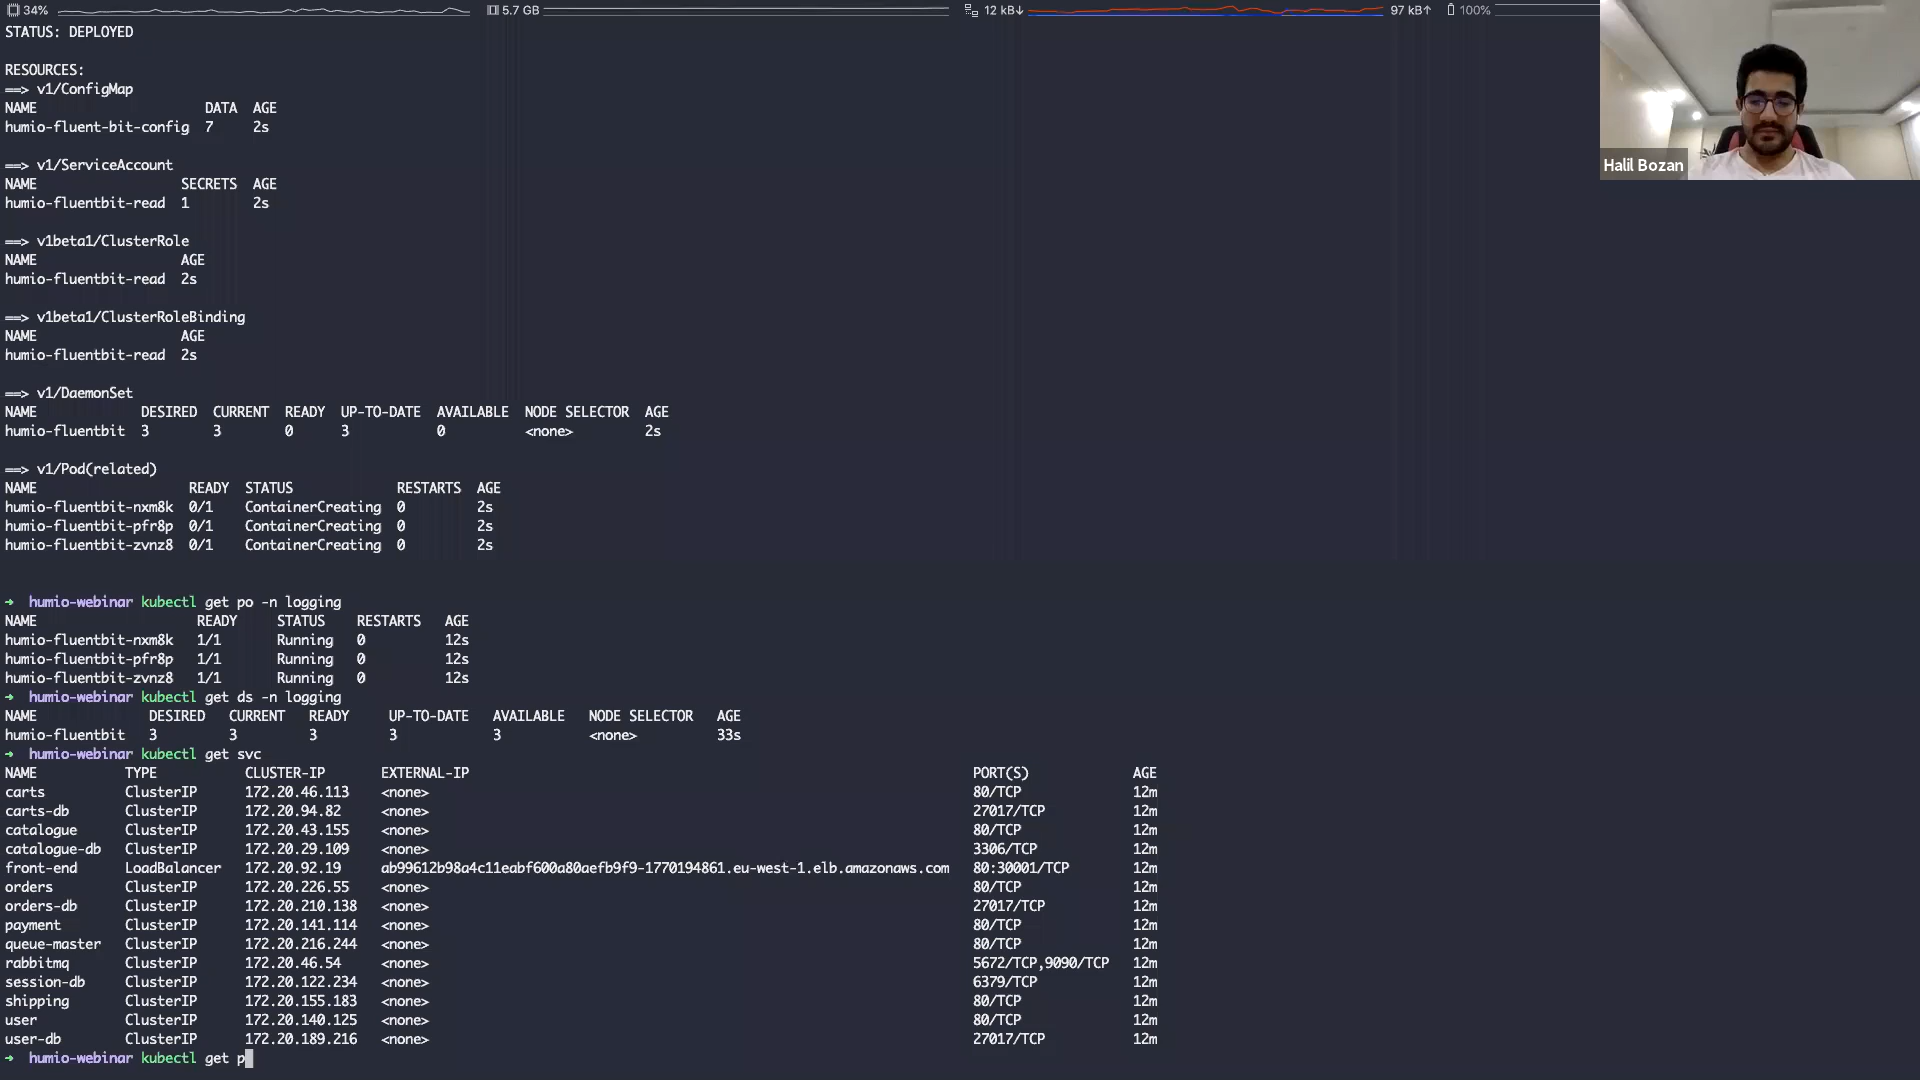 34% 5.7 GB 12 kB↓ 97 kB↑ 100%
STATUS: DEPLOYED
RESOURCES:
==> v1/ConfigMap
NAME DATA AGE
humio-fluent-bit-config 7 2s
==> v1/ServiceAccount
NAME SECRETS AGE
humio-fluentbit-read 1 2s
==> v1beta1/ClusterRole
NAME AGE
humio-fluentbit-read 2s
==> v1beta1/ClusterRoleBinding
NAME AGE
humio-fluentbit-read 2s
==> v1/DaemonSet
NAME DESIRED CURRENT READY UP-TO-DATE AVAILABLE NODE SELECTOR AGE
humio-fluentbit 3 3 0 3 0 <none> 2s
==> v1/Pod(related)
NAME READY STATUS RESTARTS AGE
humio-fluentbit-nxm8k 0/1 ContainerCreating 0 2s
humio-fluentbit-pfr8p 0/1 ContainerCreating 0 2s
humio-fluentbit-zvnz8 0/1 ContainerCreating 0 2s
→ humio-webinar kubectl get po -n logging
NAME READY STATUS RESTARTS AGE
humio-fluentbit-nxm8k 1/1 Running 0 12s
humio-fluentbit-pfr8p 1/1 Running 0 12s
humio-fluentbit-zvnz8 1/1 Running 0 12s
→ humio-webinar kubectl get ds -n logging
NAME DESIRED CURRENT READY UP-TO-DATE AVAILABLE NODE SELECTOR AGE
humio-fluentbit 3 3 3 3 3 <none> 33s
→ humio-webinar kubectl get svc
NAME TYPE CLUSTER-IP EXTERNAL-IP PORT(S) AGE
carts ClusterIP 172.20.46.113 <none> 80/TCP 12m
carts-db ClusterIP 172.20.94.82 <none> 27017/TCP 12m
catalogue ClusterIP 172.20.43.155 <none> 80/TCP 12m
catalogue-db ClusterIP 172.20.29.109 <none> 3306/TCP 12m
front-end LoadBalancer 172.20.92.19 ab99612b98a4c11eabf600a80aefb9f9-1770194861.eu-west-1.elb.amazonaws.com 80:30001/TCP 12m
orders ClusterIP 172.20.226.55 <none> 80/TCP 12m
orders-db ClusterIP 172.20.210.138 <none> 27017/TCP 12m
payment ClusterIP 172.20.141.114 <none> 80/TCP 12m
queue-master ClusterIP 172.20.216.244 <none> 80/TCP 12m
rabbitmq ClusterIP 172.20.46.54 <none> 5672/TCP,9090/TCP 12m
session-db ClusterIP 172.20.122.234 <none> 6379/TCP 12m
shipping ClusterIP 172.20.155.183 <none> 80/TCP 12m
user ClusterIP 172.20.140.125 <none> 80/TCP 12m
user-db ClusterIP 172.20.189.216 <none> 27017/TCP 12m
→ humio-webinar kubectl get p
Halil Bozan